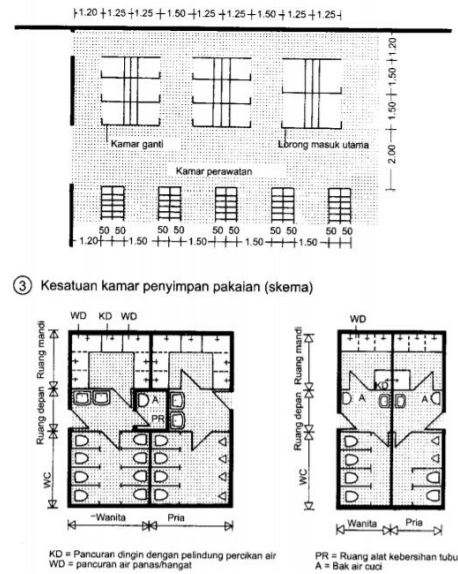 1.20 1.25 1.25 1.50 1.25 1.25 1.50 1.25 1.25
1.20
1.50
1.50
2.00
Kamar ganti
Lorong masuk utama
Kamar perawatan
50 50 50 50 50 50 50 50 50 50
1.20 1.50 1.50 1.50 1.50
3 Kesatuan kamar penyimpan pakaian (skema)
WD KD WD
Ruang mandi
Ruang depan
WC
A
PR
Wanita Pria
WD
Ruang mandi
Ruang depan
WC
KD
A A
Wanita Pria
KD = Pancuran dingin dengan pelindung percikan air
WD = pancuran air panas/hangat
PR = Ruang alat kebersihan tubu
A = Bak air cuci